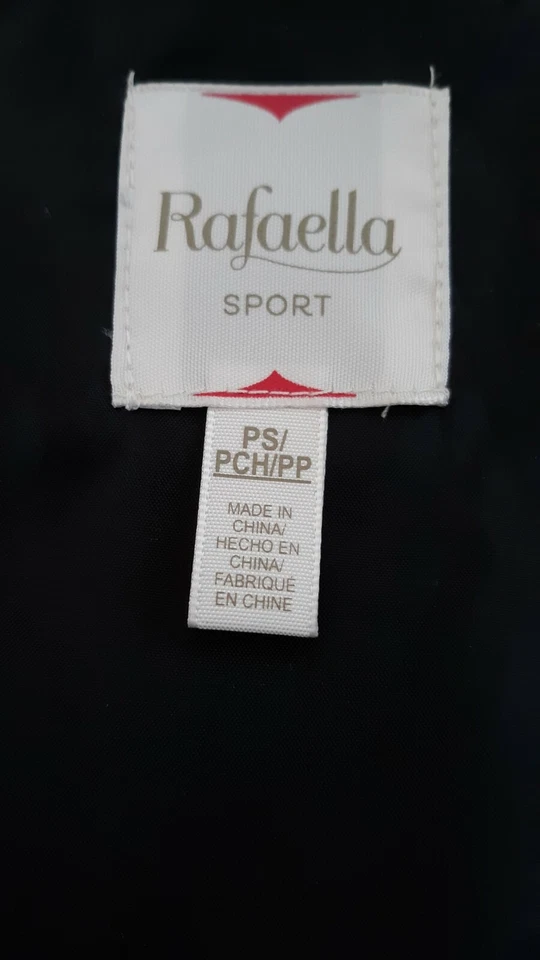 Rafaella
SPORT
PS/
PCH/PP
MADE IN
CHINA/
HECHO EN
CHINA/
FABRIQUÉ
EN CHINE